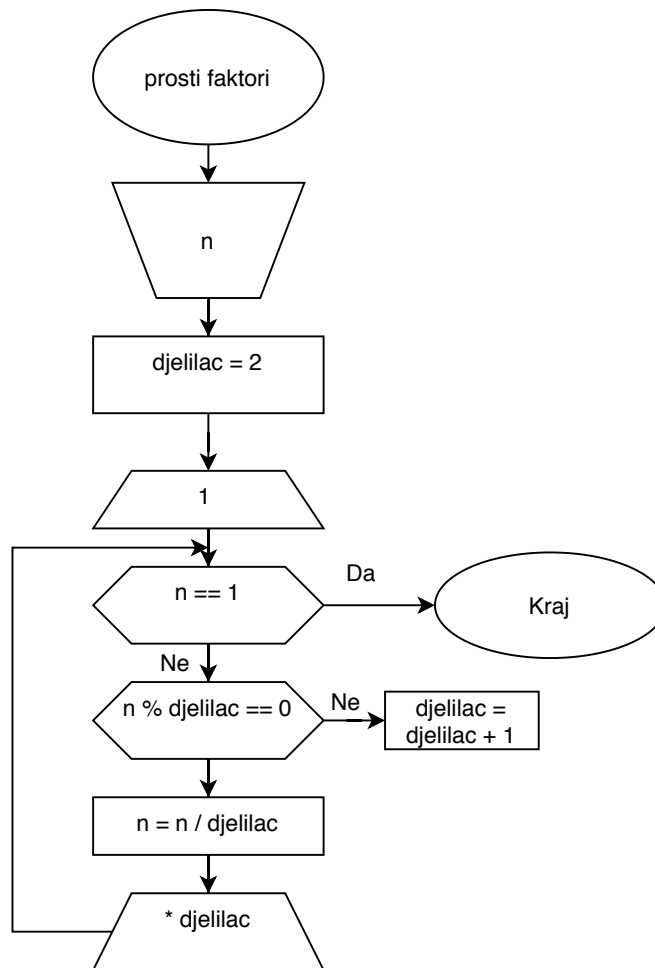 prosti faktori
n
djelilac = 2
1
n == 1
Da
Kraj
Ne
n % djelilac == 0
Ne
djelilac =
djelilac + 1
n = n / djelilac
* djelilac